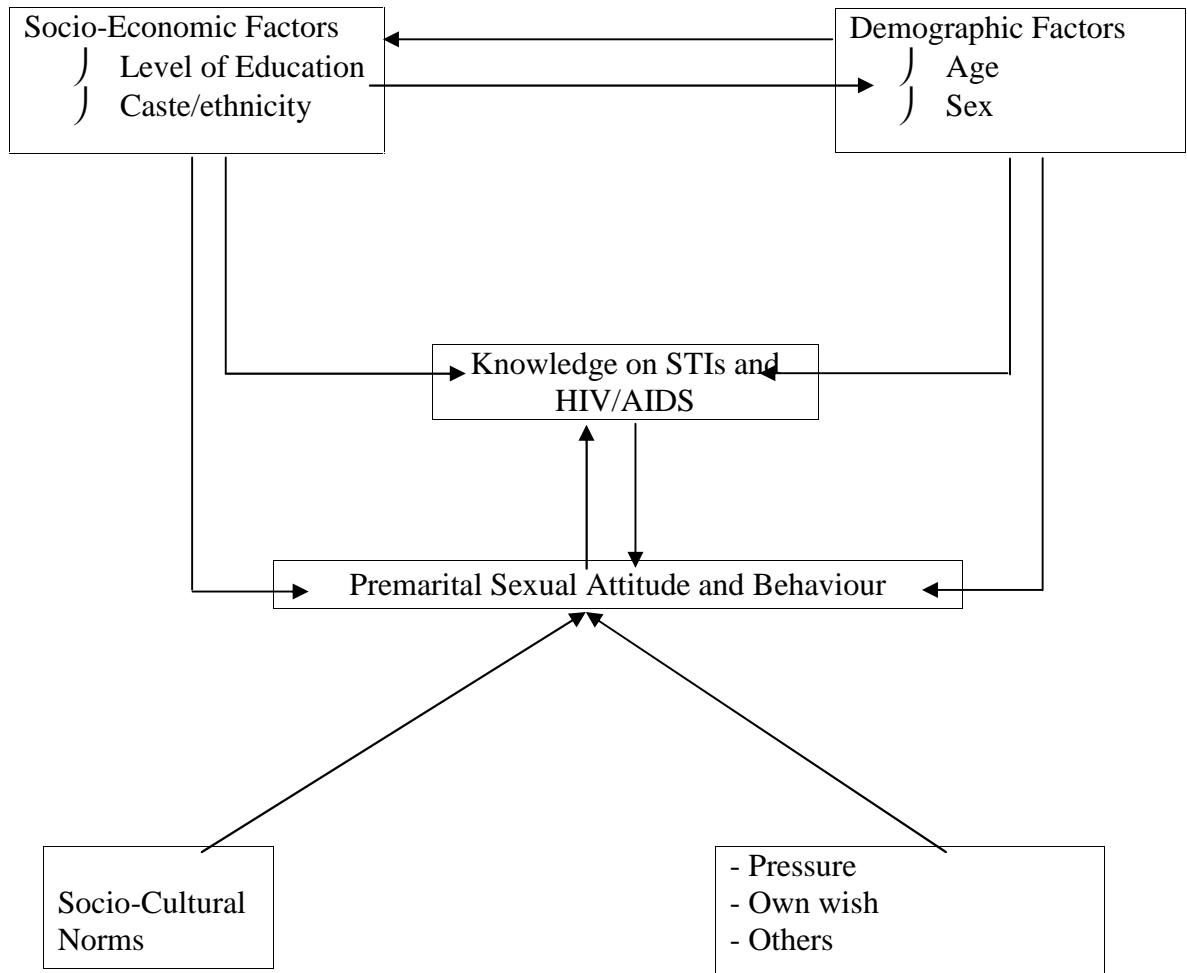 Socio-Economic Factors
⎠ Level of Education
⎠ Caste/ethnicity
Demographic Factors
⎠ Age
⎠ Sex
Knowledge on STIs and
HIV/AIDS
Premarital Sexual Attitude and Behaviour
Socio-Cultural
Norms
- Pressure
- Own wish
- Others